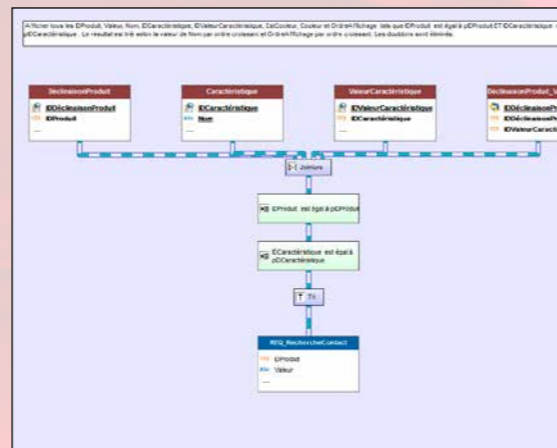 Afficher tous les IDProduit, Valeur, Nom, IDCaractéristique, IDValeurCaractéristique, EstCouleur, Couleur et OrdreAffichage tels que IDProduit est égal à pIDProduit ET IDCaractéristique
pIDCaractéristique. Le résultat est trié selon la valeur de Nom par ordre croissant et OrdreAffichage par ordre croissant. Les doublons sont éliminés.
DéclinaisonProduit
IDDéclinaisonProduit
IDProduit
....
Caractéristique
IDCaractéristique
Nom
....
ValeurCaractéristique
IDValeurCaractéristique
IDCaractéristique
....
DéclinaisonProduit_V
IDDéclinaisonP
IDDéclinaisonPr
IDValeurCaracté
Jointure
IDProduit est égal à pIDProduit
IDCaractéristique est égal à
pIDCaractéristique
Tri
REQ_RechercheContact
IDProduit
Valeur
....